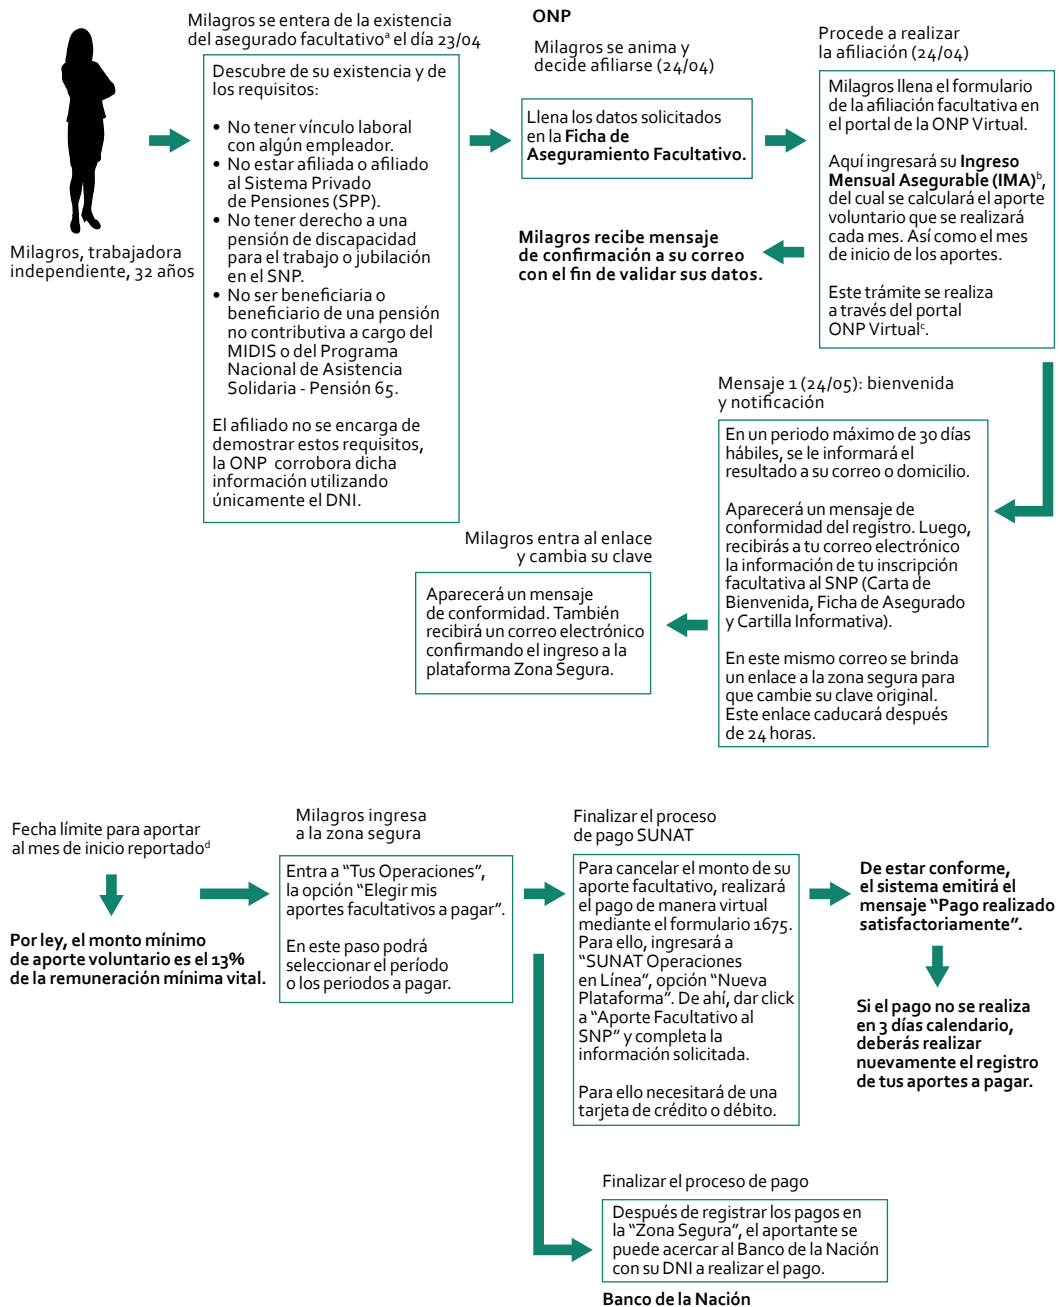 Milagros, trabajadora
independiente, 32 años
Milagros se entera de la existencia
del asegurado facultativoᵃ el día 23/04
Descubre de su existencia y de
los requisitos:
• No tener vínculo laboral
con algún empleador.
• No estar afiliada o afiliado
al Sistema Privado
de Pensiones (SPP).
• No tener derecho a una
pensión de discapacidad
para el trabajo o jubilación
en el SNP.
• No ser beneficiaria o
beneficiario de una pensión
no contributiva a cargo del
MIDIS o del Programa
Nacional de Asistencia
Solidaria - Pensión 65.
El afiliado no se encarga de
demostrar estos requisitos,
la ONP corrobora dicha
información utilizando
únicamente el DNI.
ONP
Milagros se anima y
decide afiliarse (24/04)
Llena los datos solicitados
en la Ficha de
Aseguramiento Facultativo.
Procede a realizar
la afiliación (24/04)
Milagros llena el formulario
de la afiliación facultativa en
el portal de la ONP Virtual.
Aquí ingresará su Ingreso
Mensual Asegurable (IMA)ᵇ,
del cual se calculará el aporte
voluntario que se realizará
cada mes. Así como el mes
de inicio de los aportes.
Este trámite se realiza
a través del portal
ONP Virtualᶜ.
Milagros recibe mensaje
de confirmación a su correo
con el fin de validar sus datos.
Mensaje 1 (24/05): bienvenida
y notificación
En un periodo máximo de 30 días
hábiles, se le informará el
resultado a su correo o domicilio.
Aparecerá un mensaje de
conformidad del registro. Luego,
recibirás a tu correo electrónico
la información de tu inscripción
facultativa al SNP (Carta de
Bienvenida, Ficha de Asegurado
y Cartilla Informativa).
En este mismo correo se brinda
un enlace a la zona segura para
que cambie su clave original.
Este enlace caducará después
de 24 horas.
Milagros entra al enlace
y cambia su clave
Aparecerá un mensaje
de conformidad. También
recibirá un correo electrónico
confirmando el ingreso a la
plataforma Zona Segura.
Fecha límite para aportar
al mes de inicio reportadoᵈ
Por ley, el monto mínimo
de aporte voluntario es el 13%
de la remuneración mínima vital.
Milagros ingresa
a la zona segura
Entra a “Tus Operaciones”,
la opción “Elegir mis
aportes facultativos a pagar”.
En este paso podrá
seleccionar el período
o los periodos a pagar.
Finalizar el proceso
de pago SUNAT
Para cancelar el monto de su
aporte facultativo, realizará
el pago de manera virtual
mediante el formulario 1675.
Para ello, ingresará a
“SUNAT Operaciones
en Línea”, opción “Nueva
Plataforma”. De ahí, dar click
a “Aporte Facultativo al
SNP” y completa la
información solicitada.
Para ello necesitará de una
tarjeta de crédito o débito.
De estar conforme,
el sistema emitirá el
mensaje “Pago realizado
satisfactoriamente”.
Si el pago no se realiza
en 3 días calendario,
deberás realizar
nuevamente el registro
de tus aportes a pagar.
Finalizar el proceso de pago
Después de registrar los pagos en
la “Zona Segura”, el aportante se
puede acercar al Banco de la Nación
con su DNI a realizar el pago.
Banco de la Nación